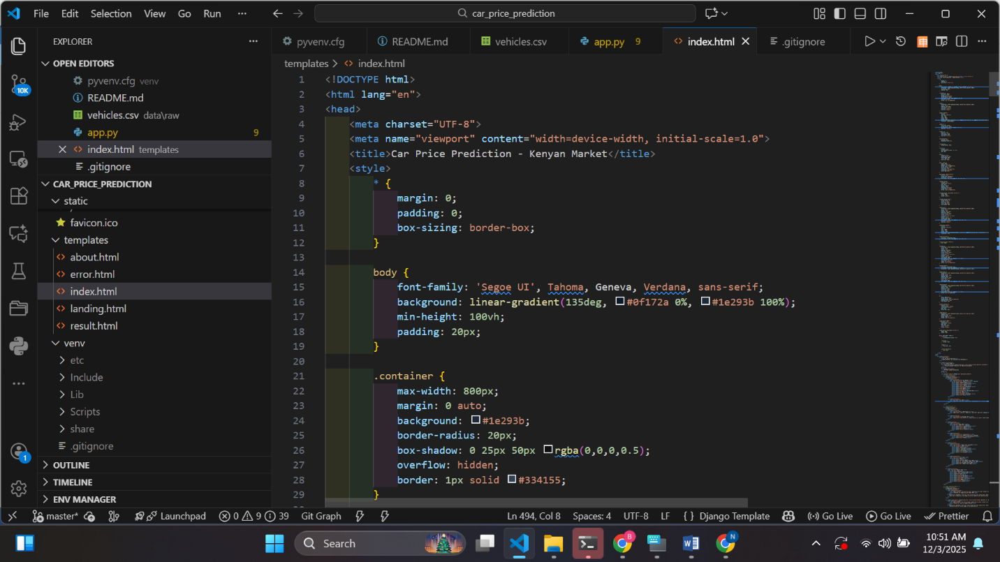 File Edit Selection View Go Run ··· car_price_prediction
EXPLORER
OPEN EDITORS
pyvenv.cfg venv
README.md
vehicles.csv data\raw
app.py 9
index.html templates
.gitignore
CAR_PRICE_PREDICTION
static
favicon.ico
templates
about.html
error.html
index.html
landing.html
result.html
venv
etc
Include
Lib
Scripts
share
.gitignore
OUTLINE
TIMELINE
ENV MANAGER
10K
1
pyvenv.cfg README.md vehicles.csv app.py 9 index.html .gitignore
templates > index.html
1 <!DOCTYPE html>
2 <html lang="en">
3 <head>
4 <meta charset="UTF-8">
5 <meta name="viewport" content="width=device-width, initial-scale=1.0">
6 <title>Car Price Prediction - Kenyan Market</title>
7 <style>
8 * {
9 margin: 0;
10 padding: 0;
11 box-sizing: border-box;
12 }
13
14 body {
15 font-family: 'Segoe UI', Tahoma, Geneva, Verdana, sans-serif;
16 background: linear-gradient(135deg, #0f172a 0%, #1e293b 100%);
17 min-height: 100vh;
18 padding: 20px;
19 }
20
21 .container {
22 max-width: 800px;
23 margin: 0 auto;
24 background: #1e293b;
25 border-radius: 20px;
26 box-shadow: 0 25px 50px rgba(0,0,0,0.5);
27 overflow: hidden;
28 border: 1px solid #334155;
29 }
master* Launchpad 0 9 39 Git Graph Ln 494, Col 8 Spaces: 4 UTF-8 LF { } Django Template Go Live Go Live Prettier
Search B N 10:51 AM
12/3/2025